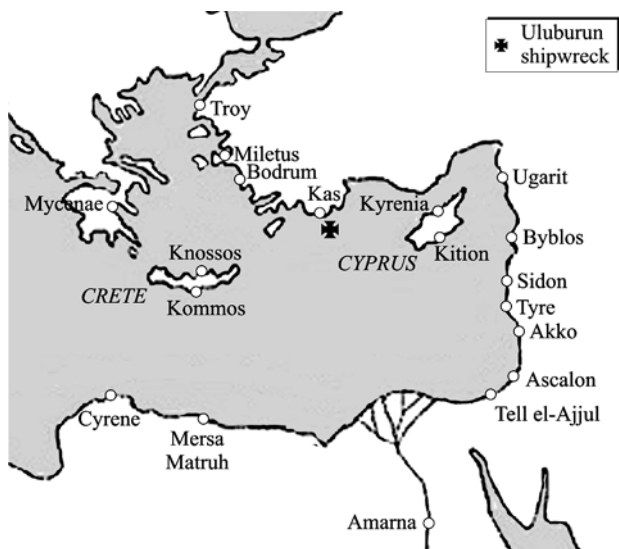 Uluburun
shipwreck
Troy
Miletus
Bodrum
Kas
Mycenae
Kyrenia
Ugarit
Knossos
CYPRUS
Kition
Byblos
CRETE
Kommos
Sidon
Tyre
Akko
Ascalon
Tell el-Ajjul
Cyrene
Mersa
Matruh
Amarna